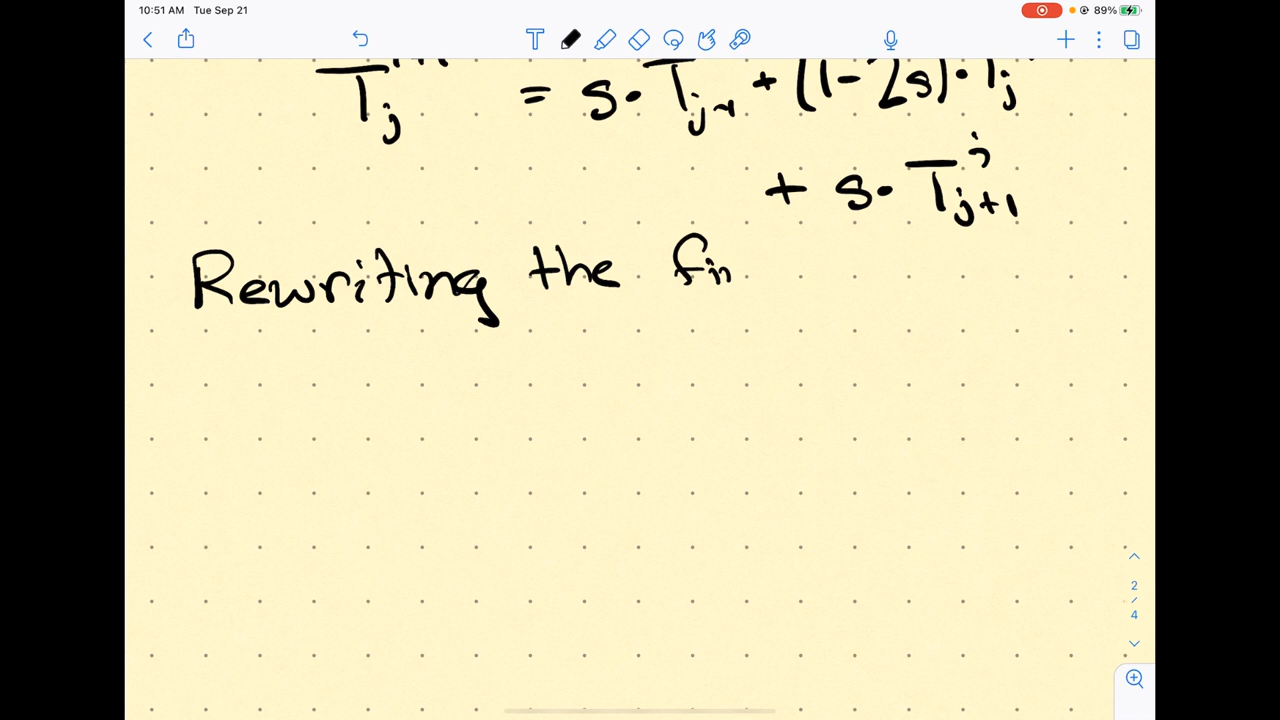 10:51 AM Tue Sep 21
89%
T_j = s · T_{j-1} + (1 - 2s) · T_j
+ s · T_{j+1}
Rewriting the fin
2
/
4